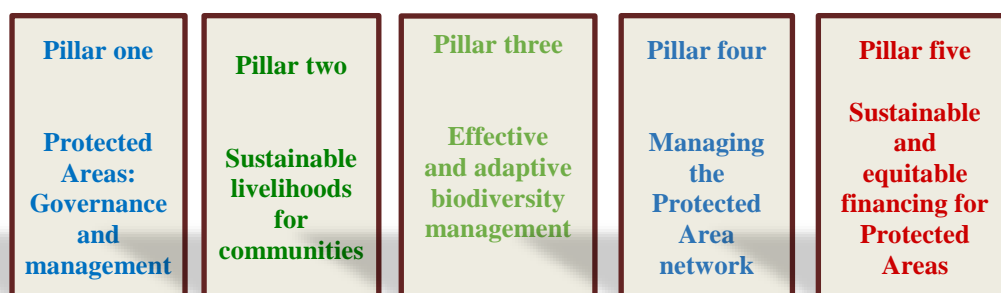 Pillar one
Protected
Areas:
Governance
and
management
Pillar two
Sustainable
livelihoods
for
communities
Pillar three
Effective
and adaptive
biodiversity
management
Pillar four
Managing
the
Protected
Area
network
Pillar five
Sustainable
and
equitable
financing for
Protected
Areas